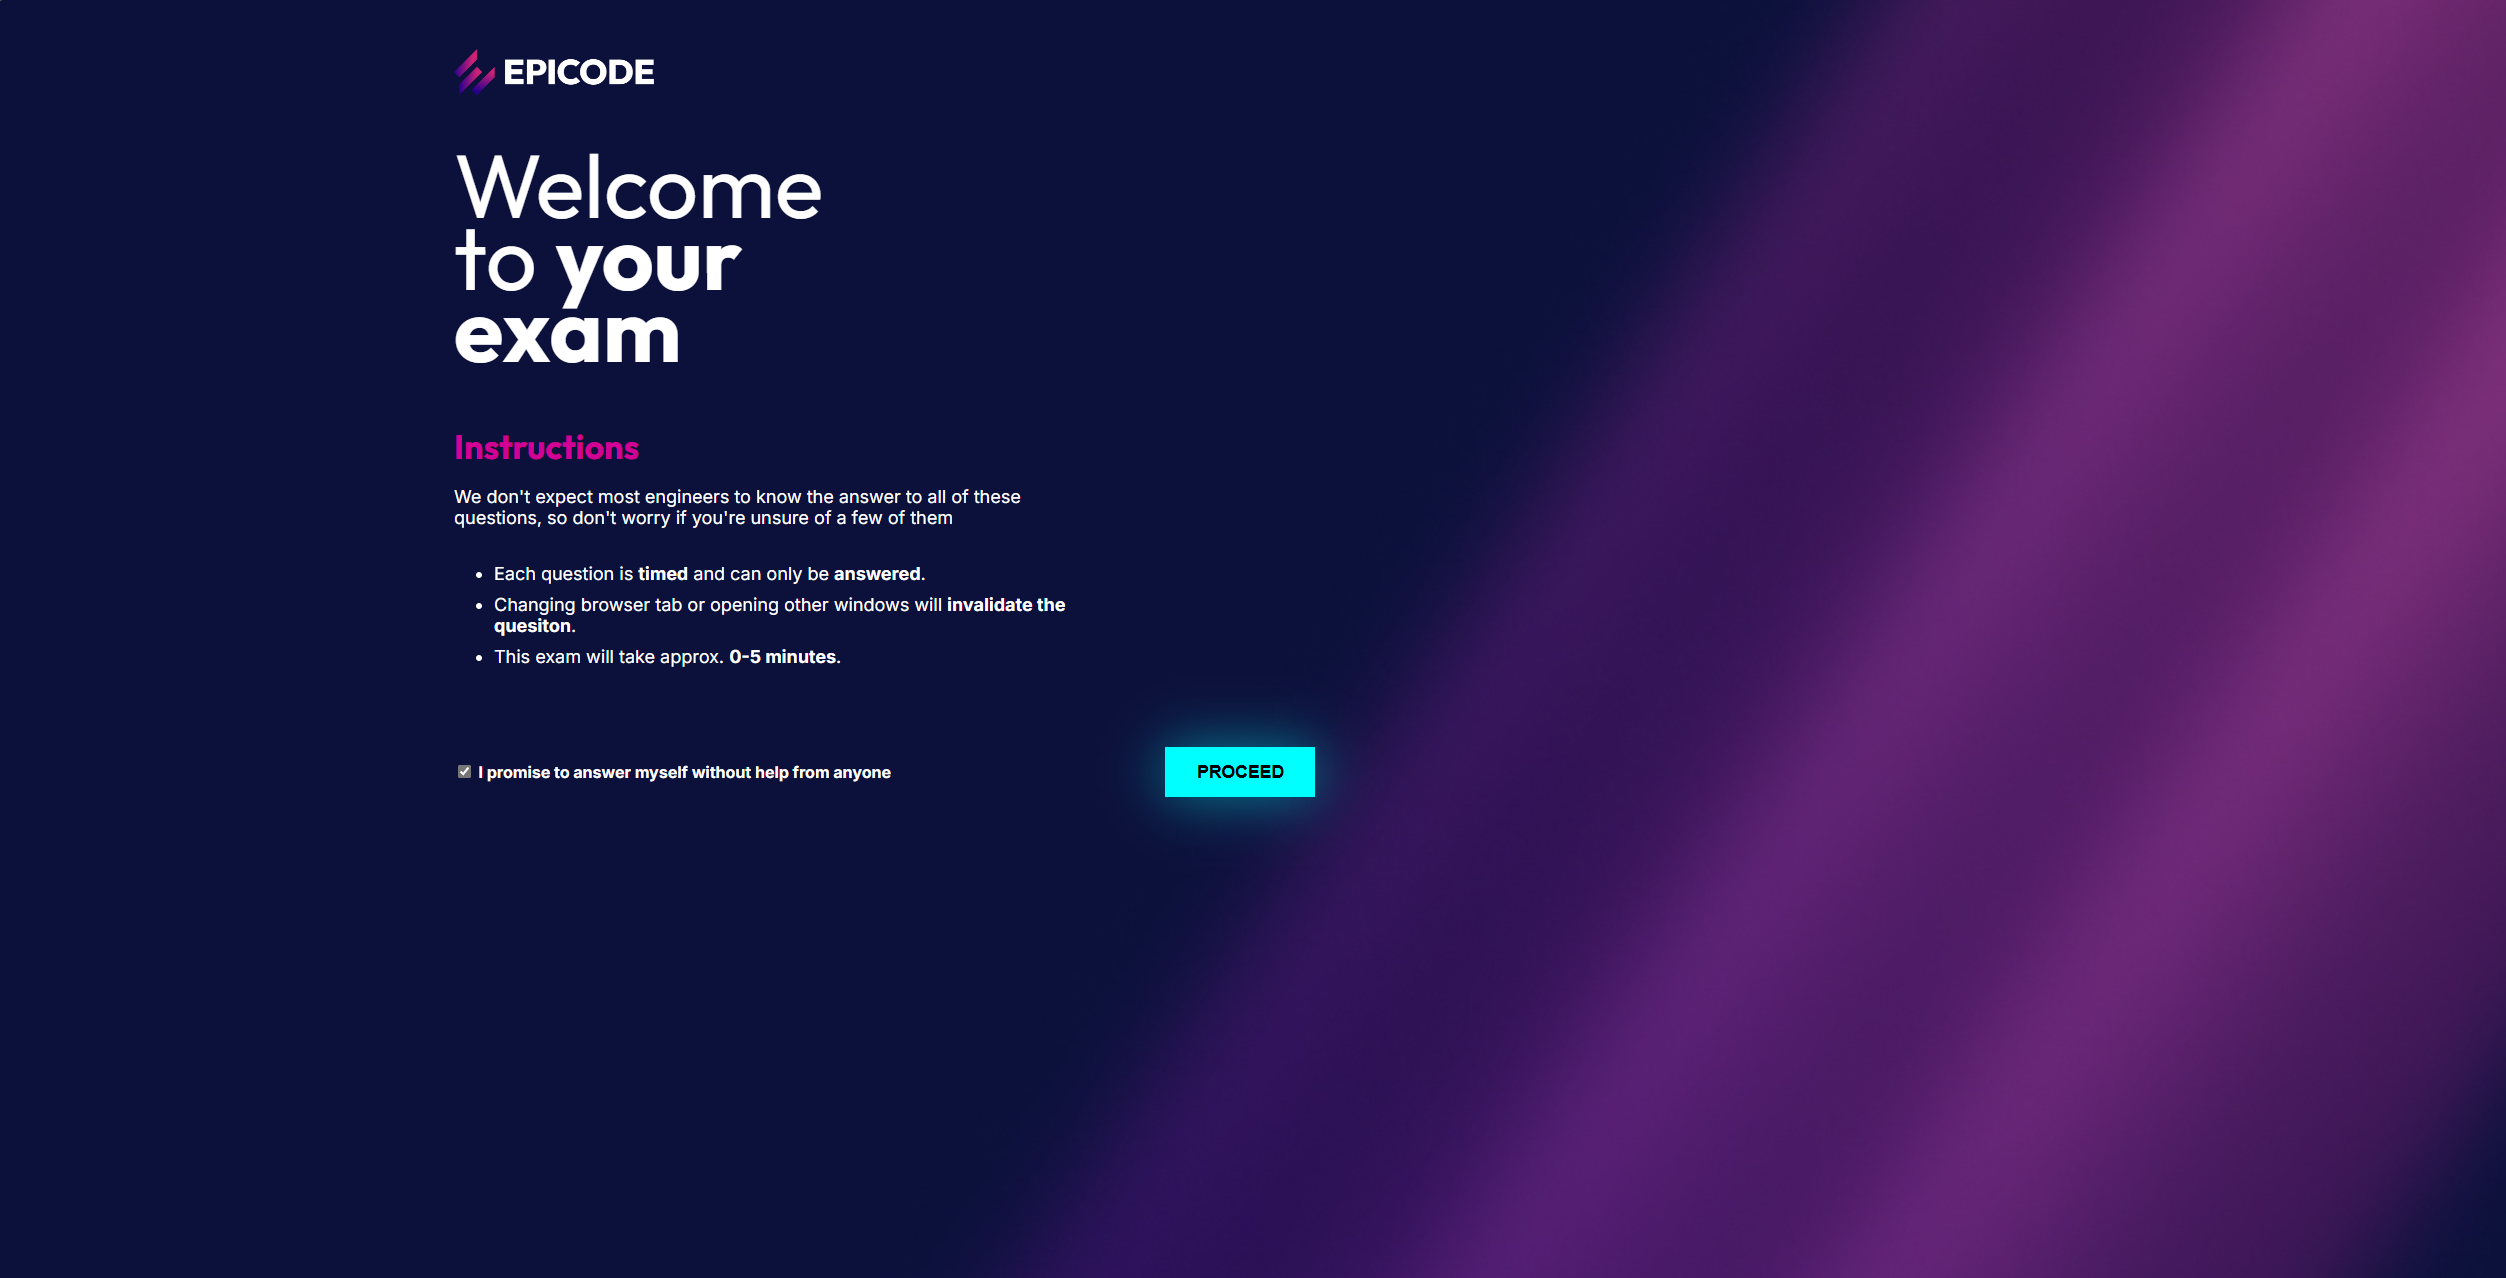 EPICODE
Welcome
to your
exam
Instructions
We don't expect most engineers to know the answer to all of these
questions, so don't worry if you're unsure of a few of them
Each question is timed and can only be answered.
Changing browser tab or opening other windows will invalidate the
quesiton.
This exam will take approx. 0-5 minutes.
I promise to answer myself without help from anyone
PROCEED